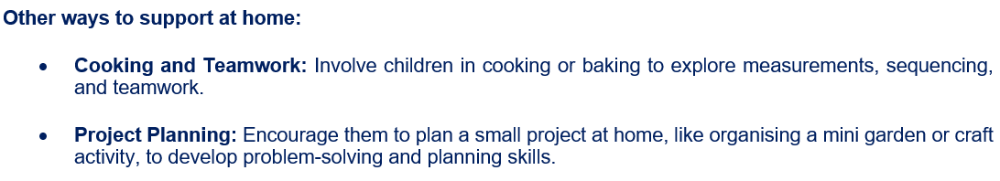 Other ways to support at home:
• Cooking and Teamwork: Involve children in cooking or baking to explore measurements, sequencing,
and teamwork.
• Project Planning: Encourage them to plan a small project at home, like organising a mini garden or craft
activity, to develop problem-solving and planning skills.